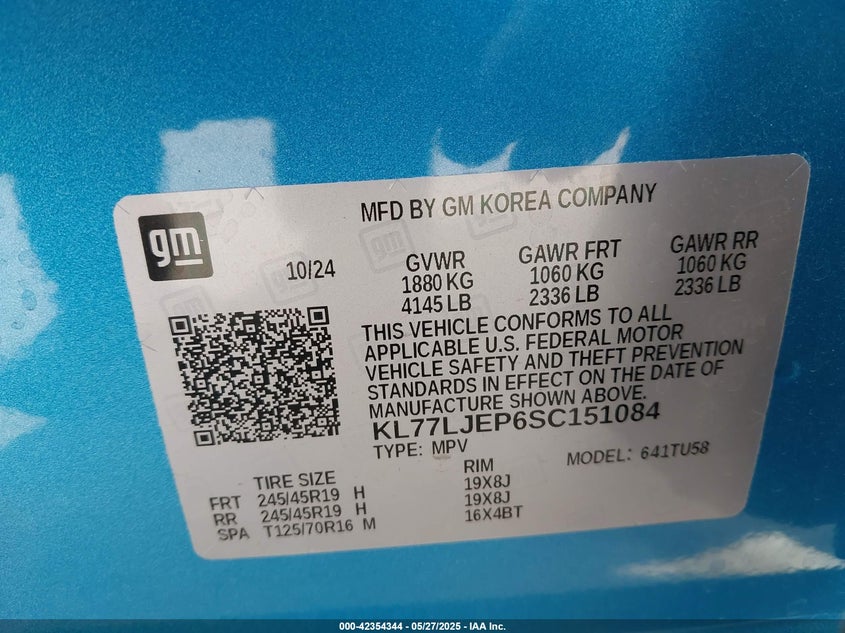 gm
MFD BY GM KOREA COMPANY
10/24
GVWR
1880 KG
4145 LB
GAWR FRT
1060 KG
2336 LB
GAWR RR
1060 KG
2336 LB
THIS VEHICLE CONFORMS TO ALL
APPLICABLE U.S. FEDERAL MOTOR
VEHICLE SAFETY AND THEFT PREVENTION
STANDARDS IN EFFECT ON THE DATE OF
MANUFACTURE SHOWN ABOVE.
KL77LJEP6SC151084
TYPE: MPV
MODEL: 641TU58
TIRE SIZE
RIM
FRT 245/45R19 H 19X8J
RR 245/45R19 H 19X8J
SPA T125/70R16 M 16X4BT
000-42354344 | 05/27/2025 - IAA Inc.